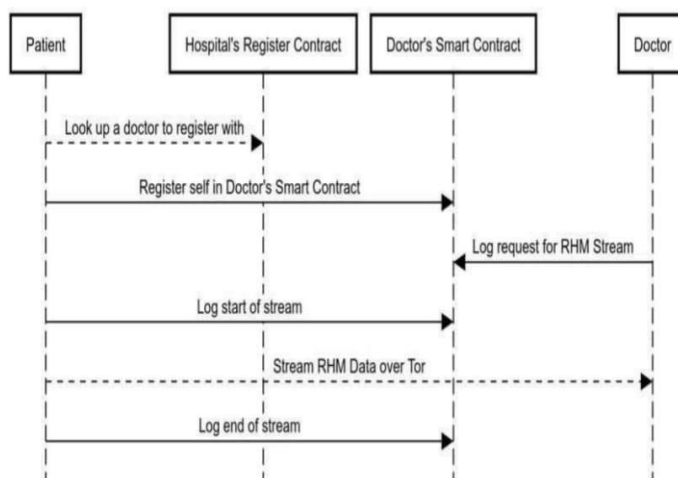 Patient
Hospital's Register Contract
Doctor's Smart Contract
Doctor
Look up a doctor to register with
Register self in Doctor's Smart Contract
Log request for RHM Stream
Log start of stream
Stream RHM Data over Tor
Log end of stream